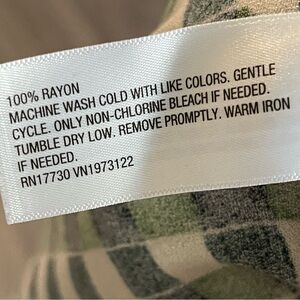 100% RAYON
MACHINE WASH COLD WITH LIKE COLORS. GENTLE
CYCLE. ONLY NON-CHLORINE BLEACH IF NEEDED.
TUMBLE DRY LOW. REMOVE PROMPTLY. WARM IRON
IF NEEDED.
RN17730 VN1973122